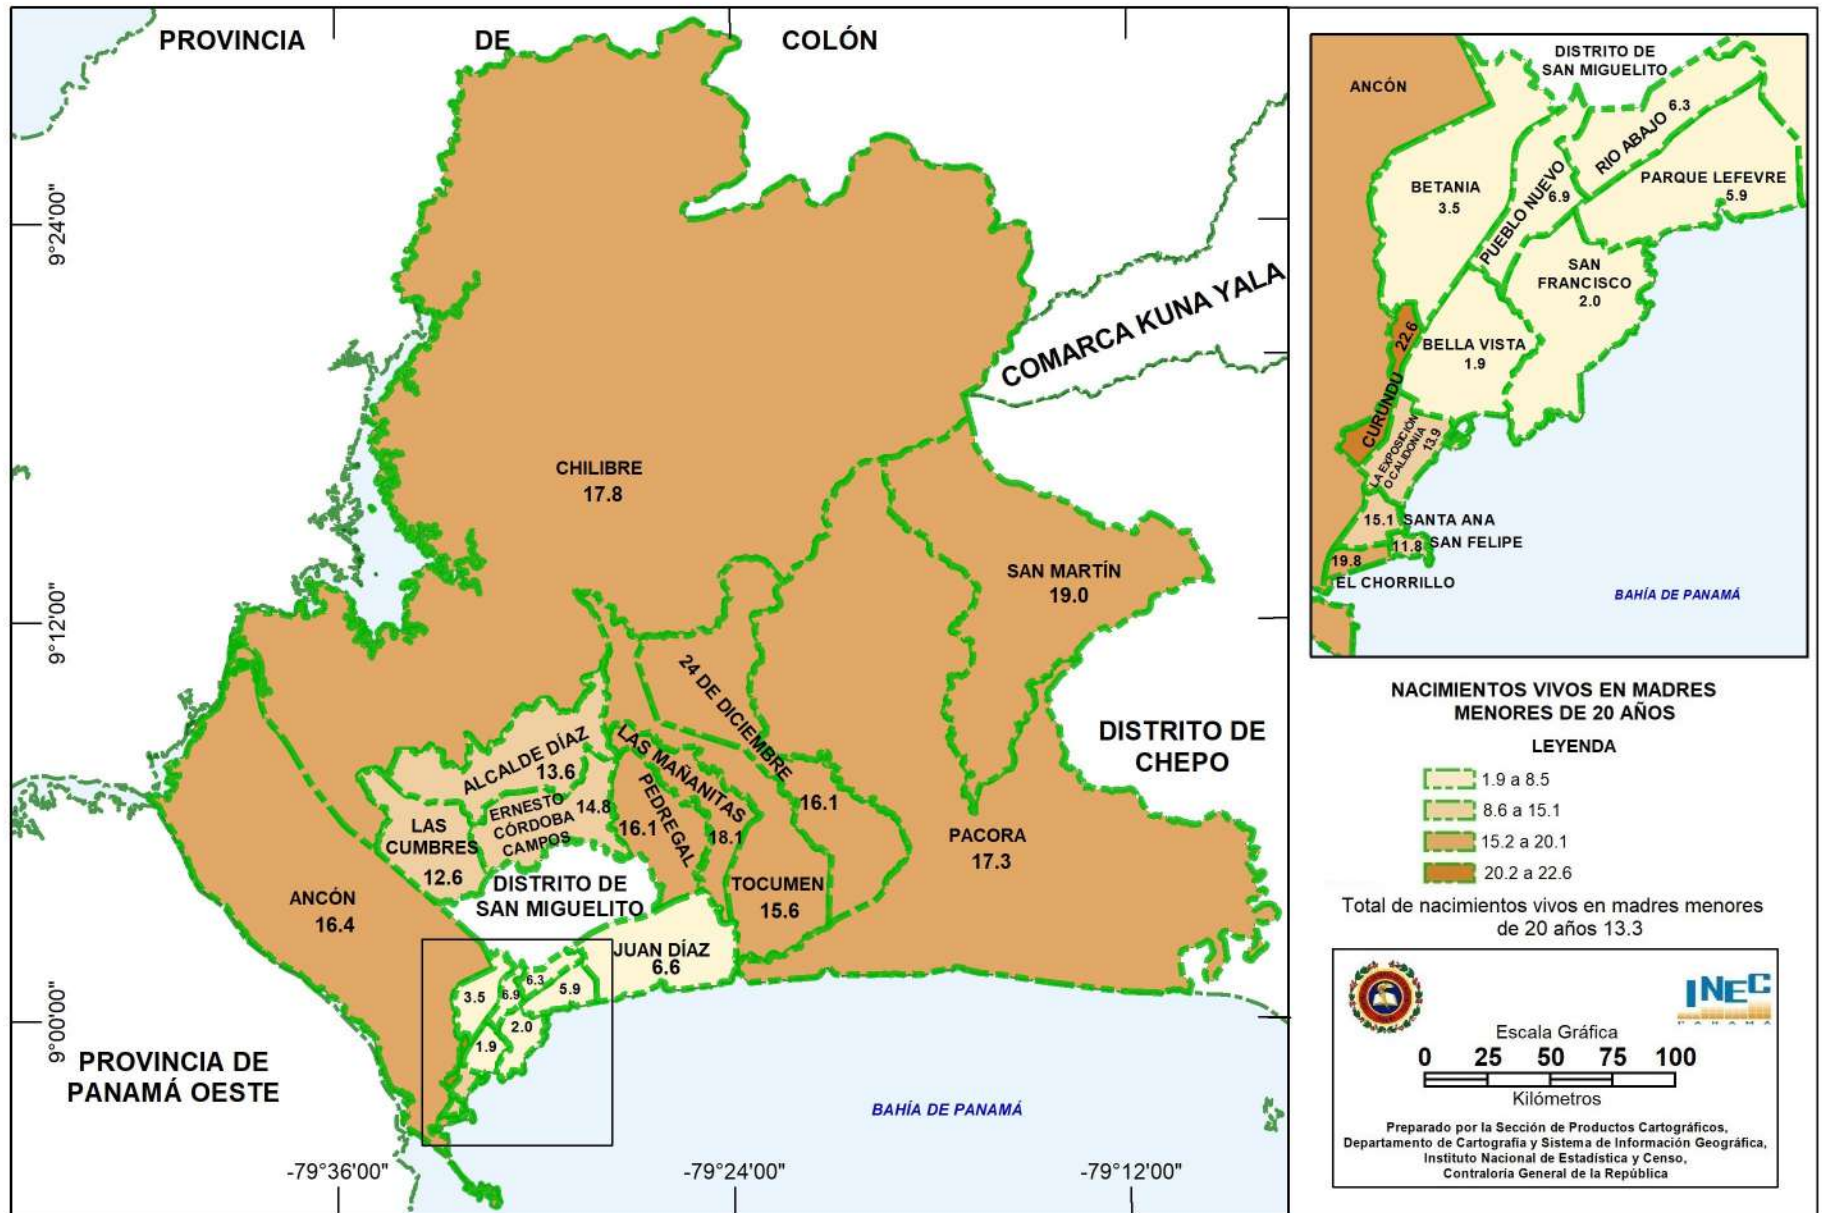 PROVINCIA DE COLÓN
9°24'00"
9°12'00"
9°00'00"
COMARCA KUNA YALA
CHILIBRE
17.8
SAN MARTÍN
19.0
24 DE DICIEMBRE
16.1
DISTRITO DE
CHEPO
ALCALDE DÍAZ
13.6
LAS MAÑANITAS
18.1
PEDREGAL
16.1
ERNESTO
CÓRDOBA
CAMPOS
14.8
LAS
CUMBRES
12.6
PACORA
17.3
TOCUMEN
15.6
DISTRITO DE
SAN MIGUELITO
ANCÓN
16.4
JUAN DÍAZ
6.6
6.3
3.5
6.9
5.9
2.0
1.9
PROVINCIA DE
PANAMÁ OESTE
BAHÍA DE PANAMÁ
-79°36'00"
-79°24'00"
-79°12'00"
DISTRITO DE
SAN MIGUELITO
ANCÓN
RIO ABAJO 6.3
BETANIA
3.5
PUEBLO NUEVO
6.9
PARQUE LEFEVRE
5.9
SAN
FRANCISCO
2.0
22.6
CURUNDÚ
BELLA VISTA
1.9
LA EXPOSICIÓN
O CALIDONIA
13.9
15.1 SANTA ANA
11.8 SAN FELIPE
19.8
EL CHORRILLO
BAHÍA DE PANAMÁ
NACIMIENTOS VIVOS EN MADRES
MENORES DE 20 AÑOS
LEYENDA
1.9 a 8.5
8.6 a 15.1
15.2 a 20.1
20.2 a 22.6
Total de nacimientos vivos en madres menores
de 20 años 13.3
INEC
PANAMÁ
Escala Gráfica
0 25 50 75 100
Kilómetros
Preparado por la Sección de Productos Cartográficos,
Departamento de Cartografía y Sistema de Información Geográfica,
Instituto Nacional de Estadística y Censo,
Contraloría General de la República